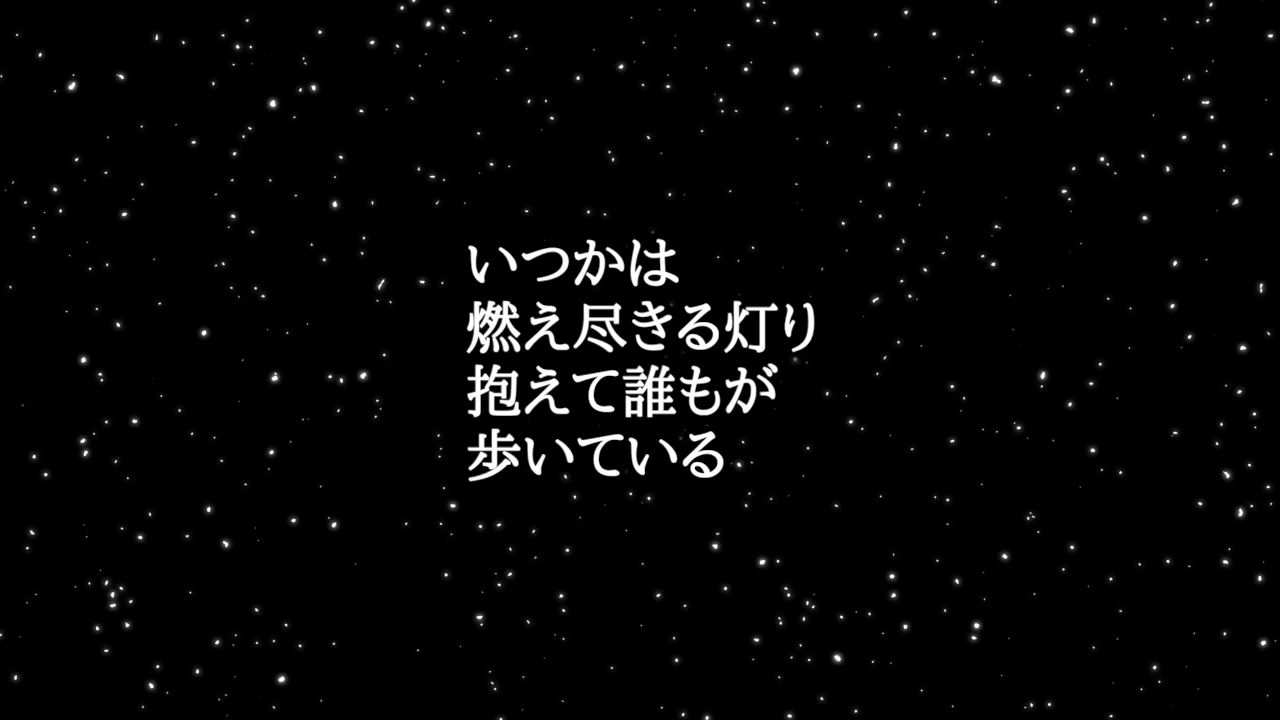 いつかは
燃え尽きる灯り
抱えて誰もが
歩いている